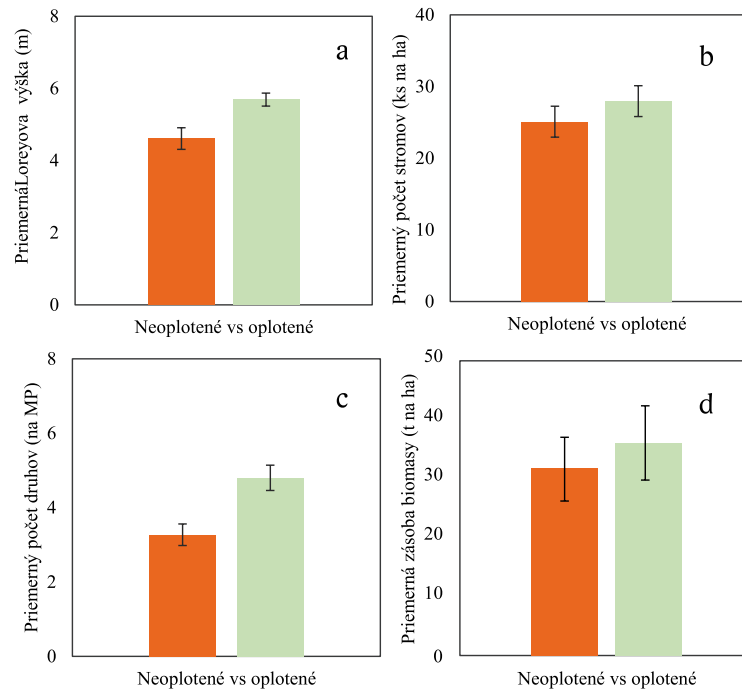 PriemernáLoreyova výška (m)
8
6
4
2
0
a
Neoplotené vs oplotené
Priemerný počet stromov (ks na ha)
40
30
20
10
0
b
Neoplotené vs oplotené
Priemerný počet druhov (na MP)
8
6
4
2
0
c
Neoplotené vs oplotené
Priemerná zásoba biomasy (t na ha)
50
40
30
20
10
0
d
Neoplotené vs oplotené